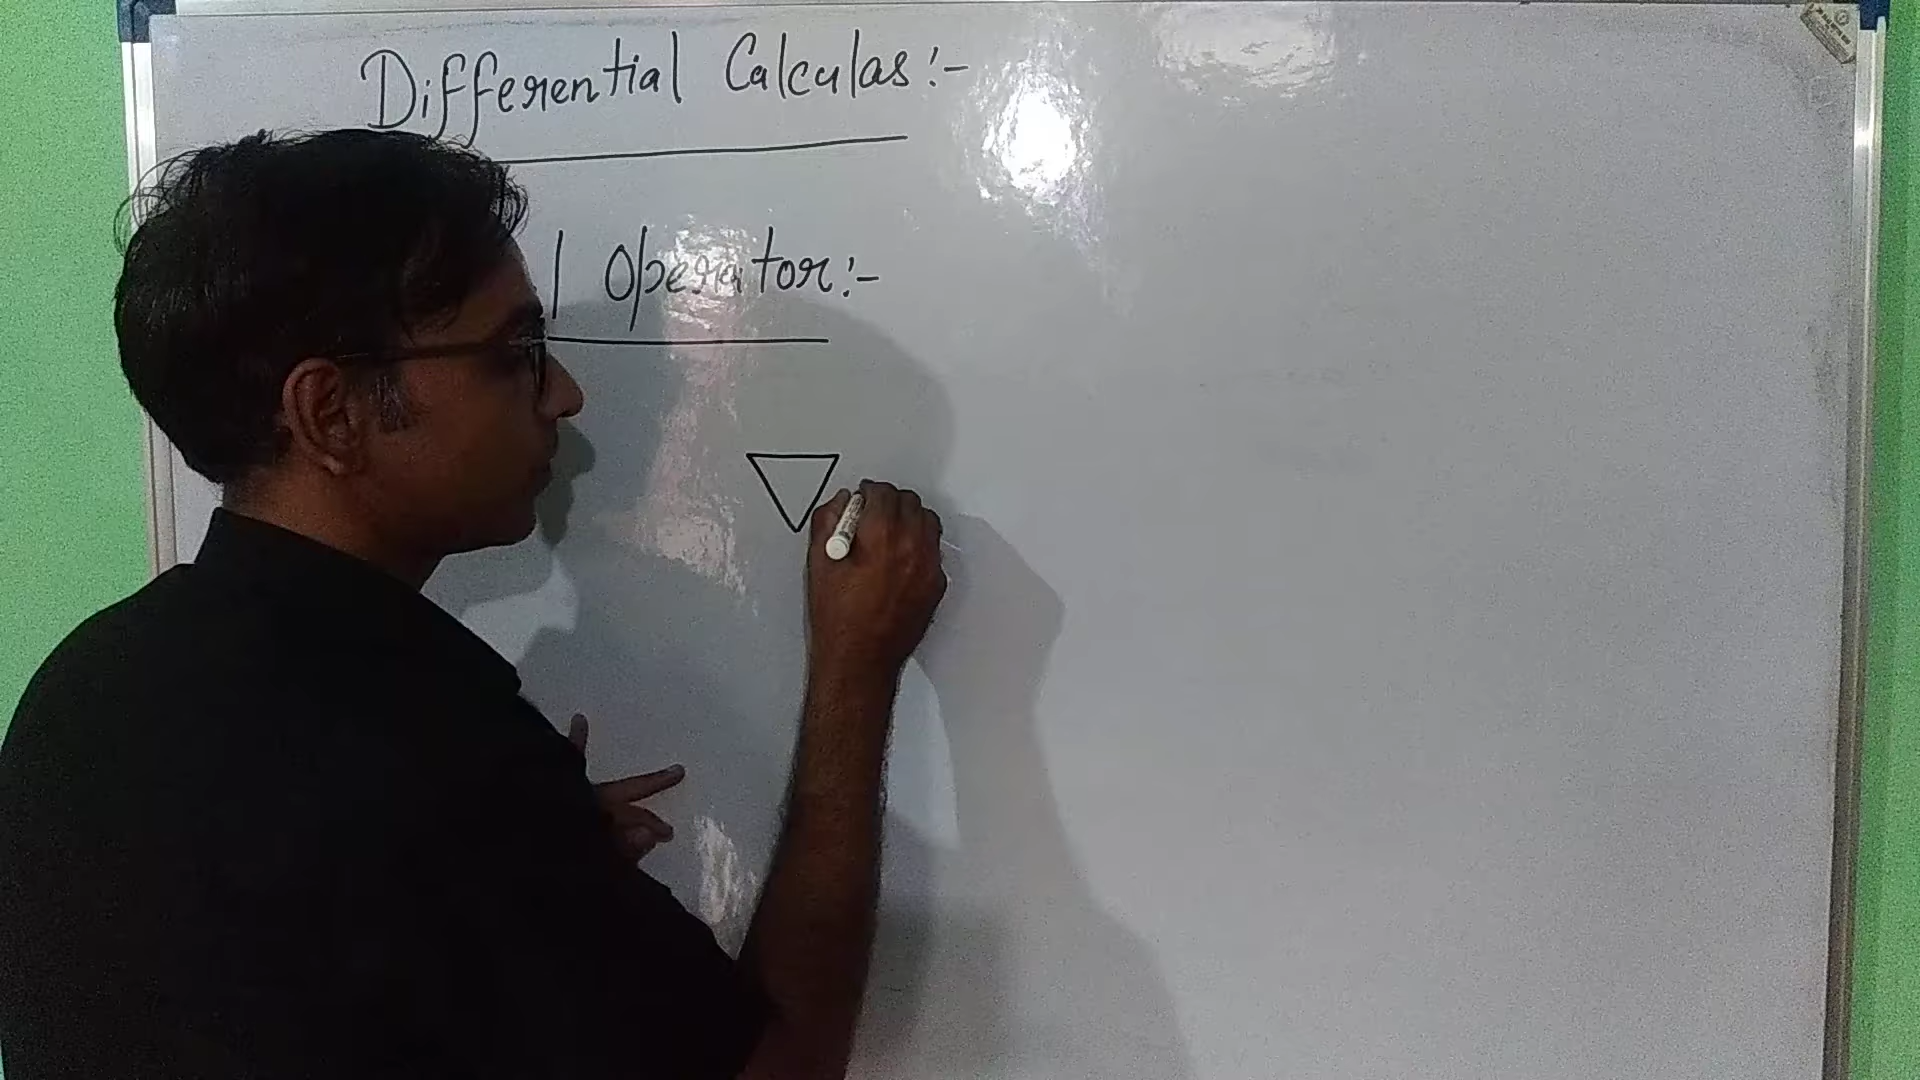 Differential Calculas:-
l Operator:-
∇